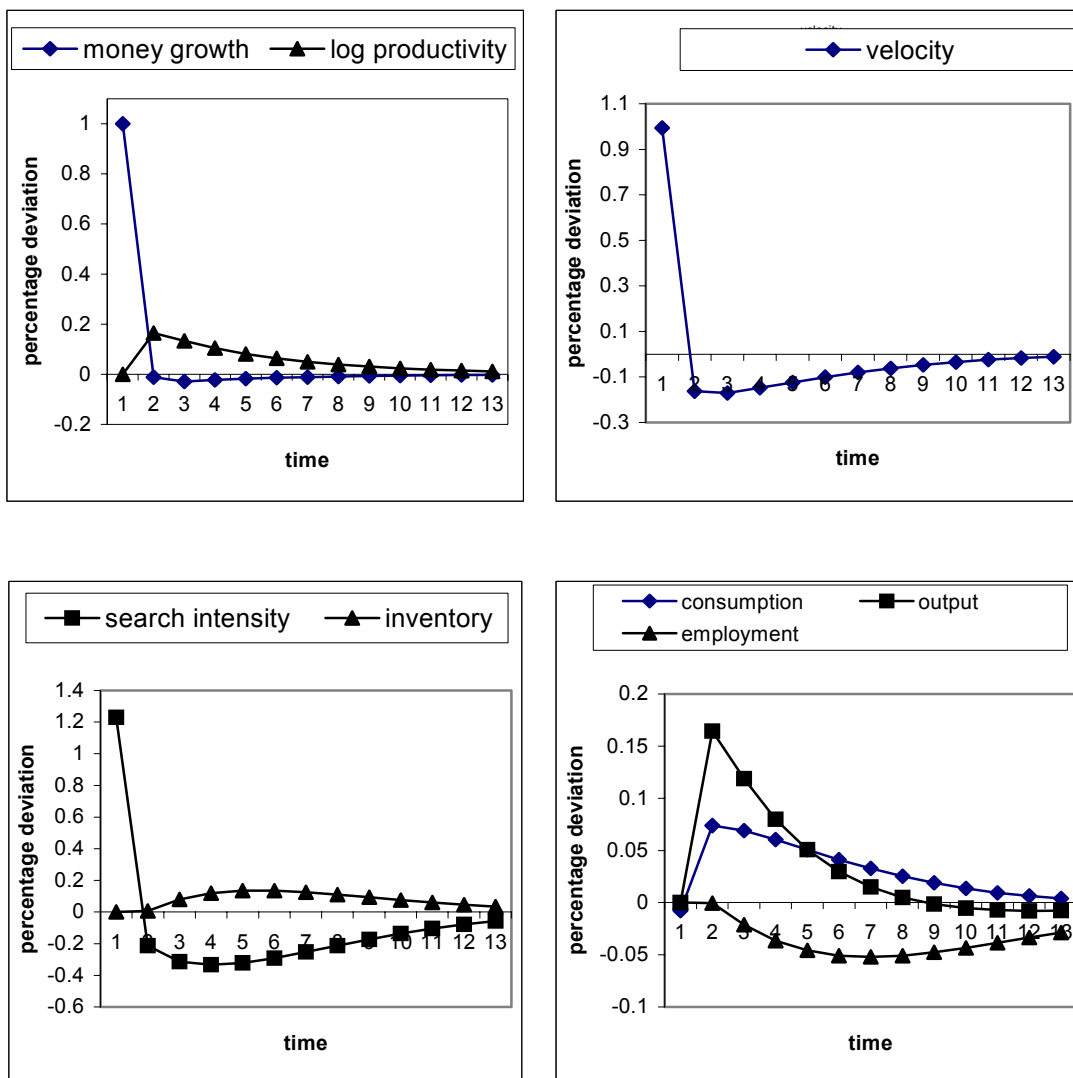 money growth log productivity
percentage deviation
1
0.8
0.6
0.4
0.2
0
-0.2
1 2 3 4 5 6 7 8 9 10 11 12 13
time
velocity
velocity
percentage deviation
1.1
0.9
0.7
0.5
0.3
0.1
-0.1
-0.3
1 2 3 4 5 6 7 8 9 10 11 12 13
time
search intensity inventory
percentage deviation
1.4
1.2
1
0.8
0.6
0.4
0.2
0
-0.2
-0.4
-0.6
1 2 3 4 5 6 7 8 9 10 11 12 13
time
consumption output
employment
percentage deviation
0.2
0.15
0.1
0.05
0
-0.05
-0.1
1 2 3 4 5 6 7 8 9 10 11 12 13
time